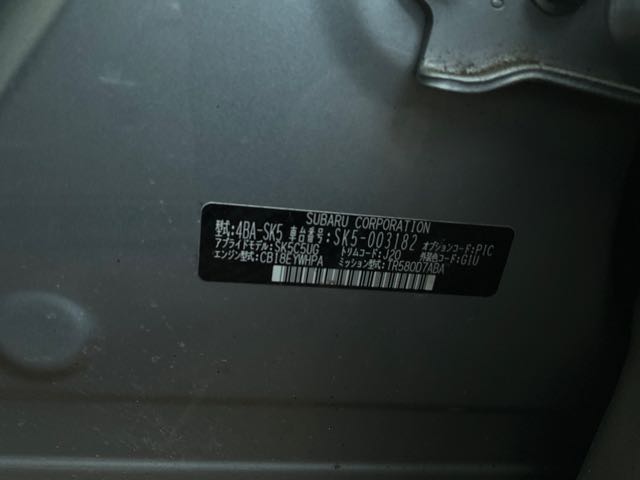 SUBARU CORPORATION
型式:4BA-SK5 車台番号:SK5-003182 オプションコード:PIC
アプライドモデル:SK5C5UG トリムコード:J20 外装色コード:G1U
エンジン型式:CB18EYWHPA ミッション型式:TR580D7ABA